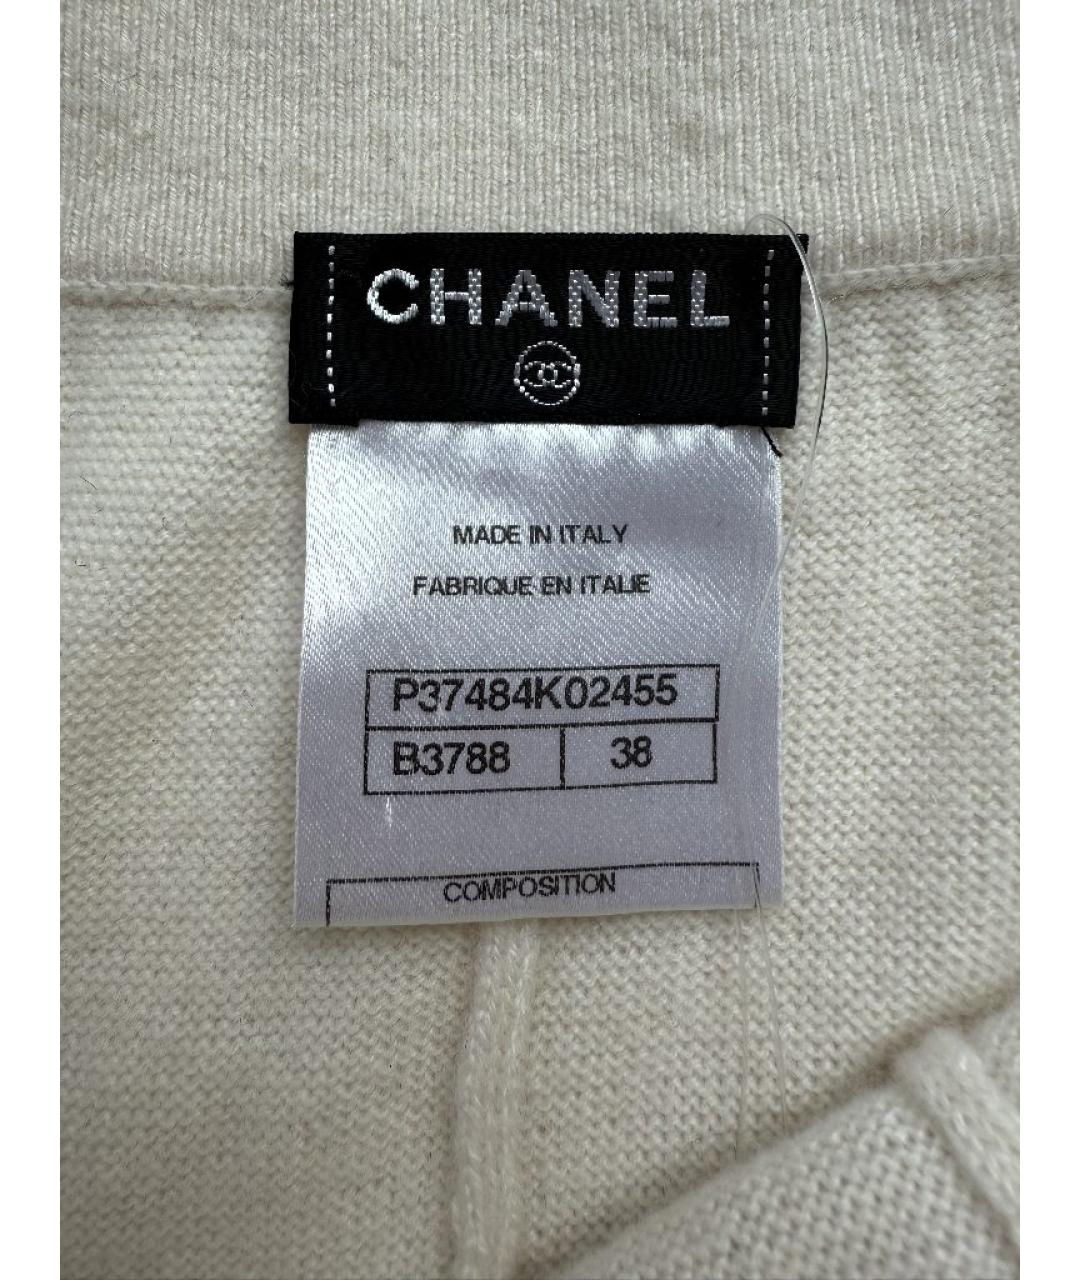 CHANEL
MADE IN ITALY
FABRIQUE EN ITALIE
P37484K02455
B3788 38
COMPOSITION